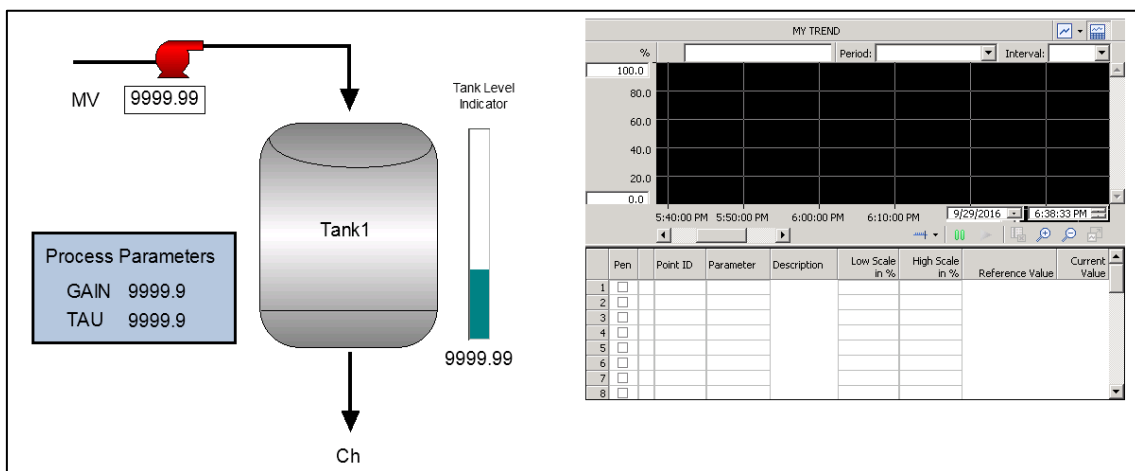 MV 9999.99
Tank Level
Indicator
Tank1
9999.99
Process Parameters
GAIN 9999.9
TAU 9999.9
Ch
MY TREND
% Period: Interval:
100.0
80.0
60.0
40.0
20.0
0.0
5:40:00 PM 5:50:00 PM 6:00:00 PM 6:10:00 PM 9/29/2016 6:38:33 PM
Pen Point ID Parameter Description Low Scale in % High Scale in % Reference Value Current Value
1
2
3
4
5
6
7
8